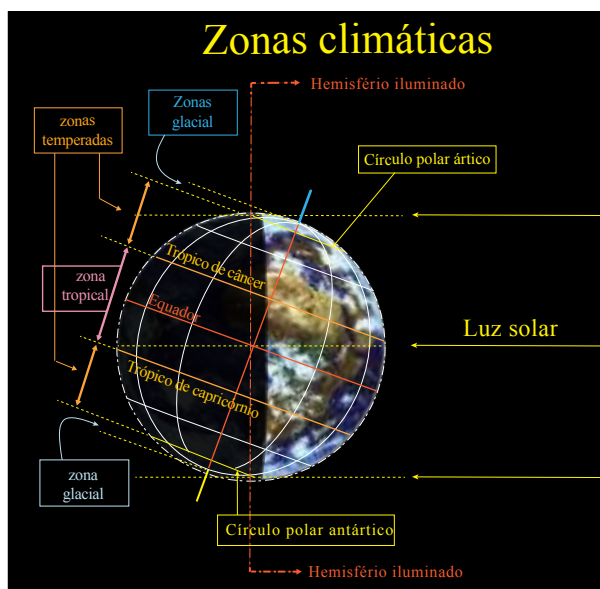 Zonas climáticas
Hemisfério iluminado
Zonas
glacial
zonas
temperadas
Círculo polar ártico
Trópico de câncer
zona
tropical
Equador
Luz solar
Trópico de capricórnio
zona
glacial
Círculo polar antártico
Hemisfério iluminado